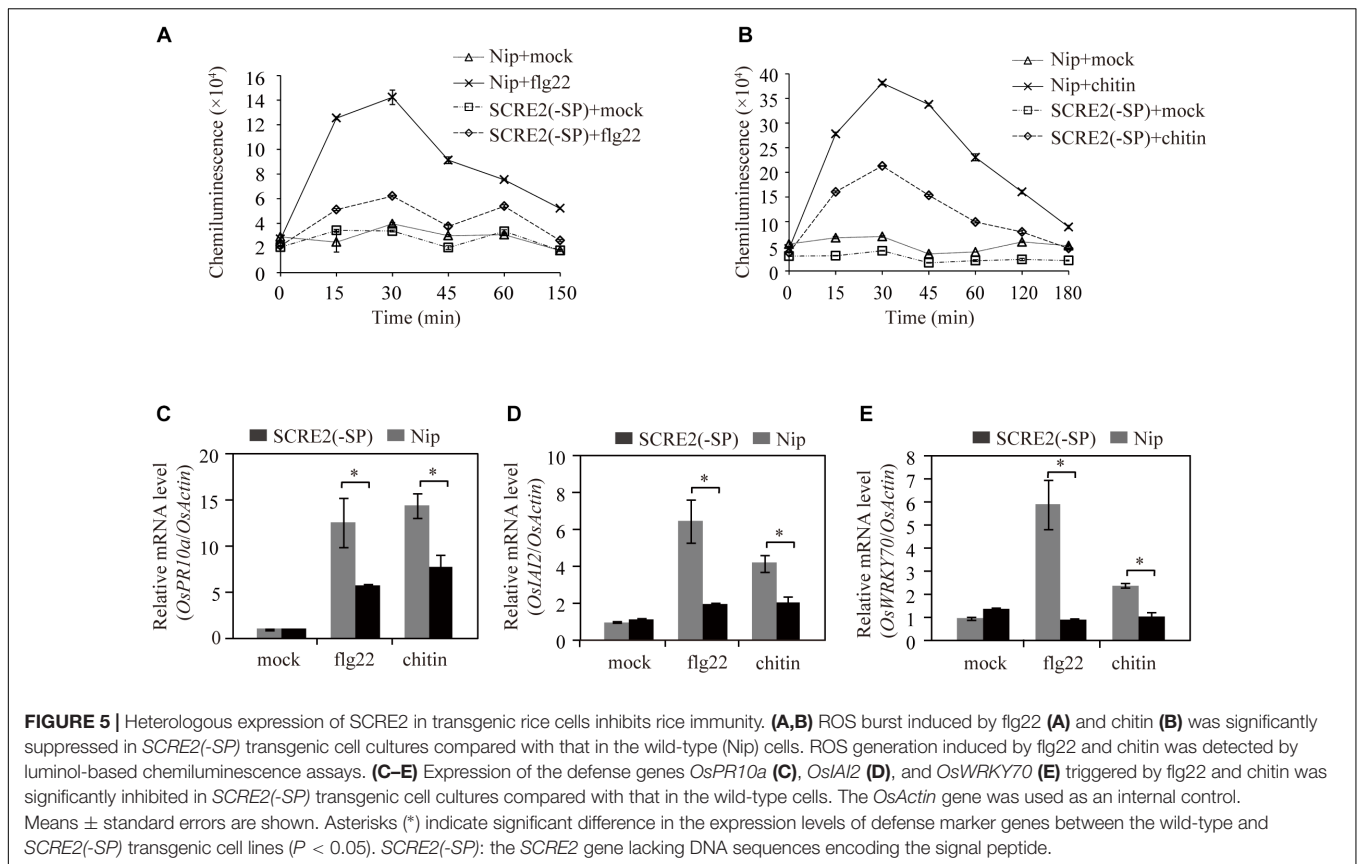 A
Nip+mock
Nip+flg22
SCRE2(-SP)+mock
SCRE2(-SP)+flg22
Chemiluminescence (×10⁴)
16
14
12
10
8
6
4
2
0
0 15 30 45 60 150
Time (min)
B
Nip+mock
Nip+chitin
SCRE2(-SP)+mock
SCRE2(-SP)+chitin
Chemiluminescence (×10⁴)
40
35
30
25
20
15
10
5
0
0 15 30 45 60 120 180
Time (min)
C
SCRE2(-SP) Nip
Relative mRNA level
(OsPR10a/OsActin)
20
15
10
5
0
* *
mock flg22 chitin
D
SCRE2(-SP) Nip
Relative mRNA level
(OsIAI2/OsActin)
10
8
6
4
2
0
*
*
mock flg22 chitin
E
SCRE2(-SP) Nip
Relative mRNA level
(OsWRKY70/OsActin)
8
7
6
5
4
3
2
1
0
*
*
mock flg22 chitin
FIGURE 5 | Heterologous expression of SCRE2 in transgenic rice cells inhibits rice immunity. (A,B) ROS burst induced by flg22 (A) and chitin (B) was significantly
suppressed in SCRE2(-SP) transgenic cell cultures compared with that in the wild-type (Nip) cells. ROS generation induced by flg22 and chitin was detected by
luminol-based chemiluminescence assays. (C–E) Expression of the defense genes OsPR10a (C), OsIAI2 (D), and OsWRKY70 (E) triggered by flg22 and chitin was
significantly inhibited in SCRE2(-SP) transgenic cell cultures compared with that in the wild-type cells. The OsActin gene was used as an internal control.
Means ± standard errors are shown. Asterisks (*) indicate significant difference in the expression levels of defense marker genes between the wild-type and
SCRE2(-SP) transgenic cell lines (P < 0.05). SCRE2(-SP): the SCRE2 gene lacking DNA sequences encoding the signal peptide.